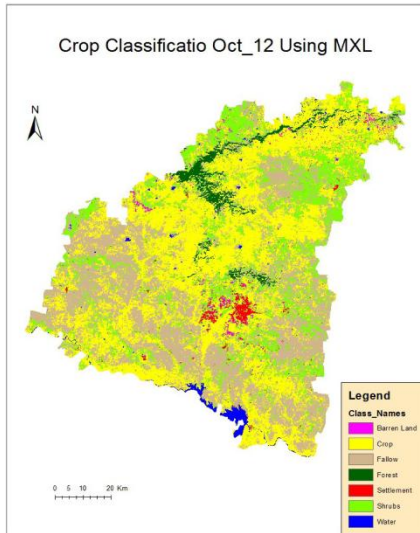 Crop Classificatio Oct_12 Using MXL
N
Legend
Class_Names
Barren Land
Crop
Fallow
Forest
Settlement
Shrubs
Water
0 5 10 20 Km